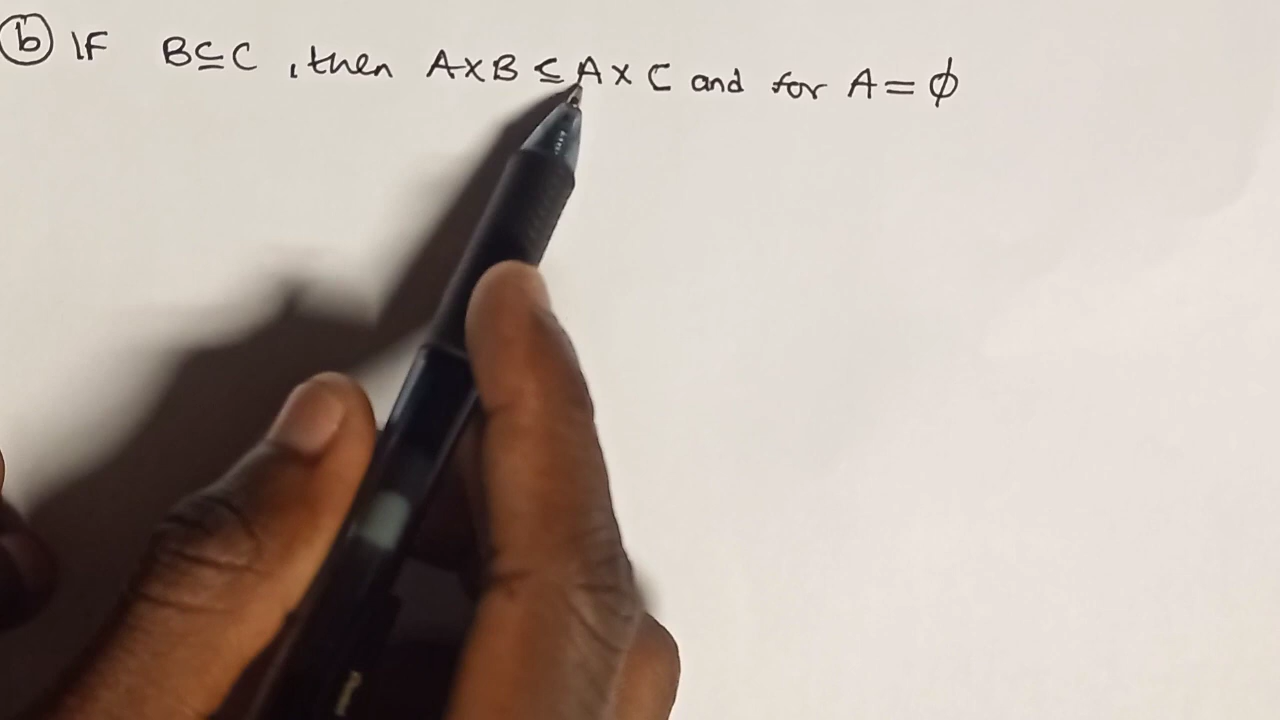 (b) IF B⊆C, then A×B ⊆ A×C and for A=ϕ